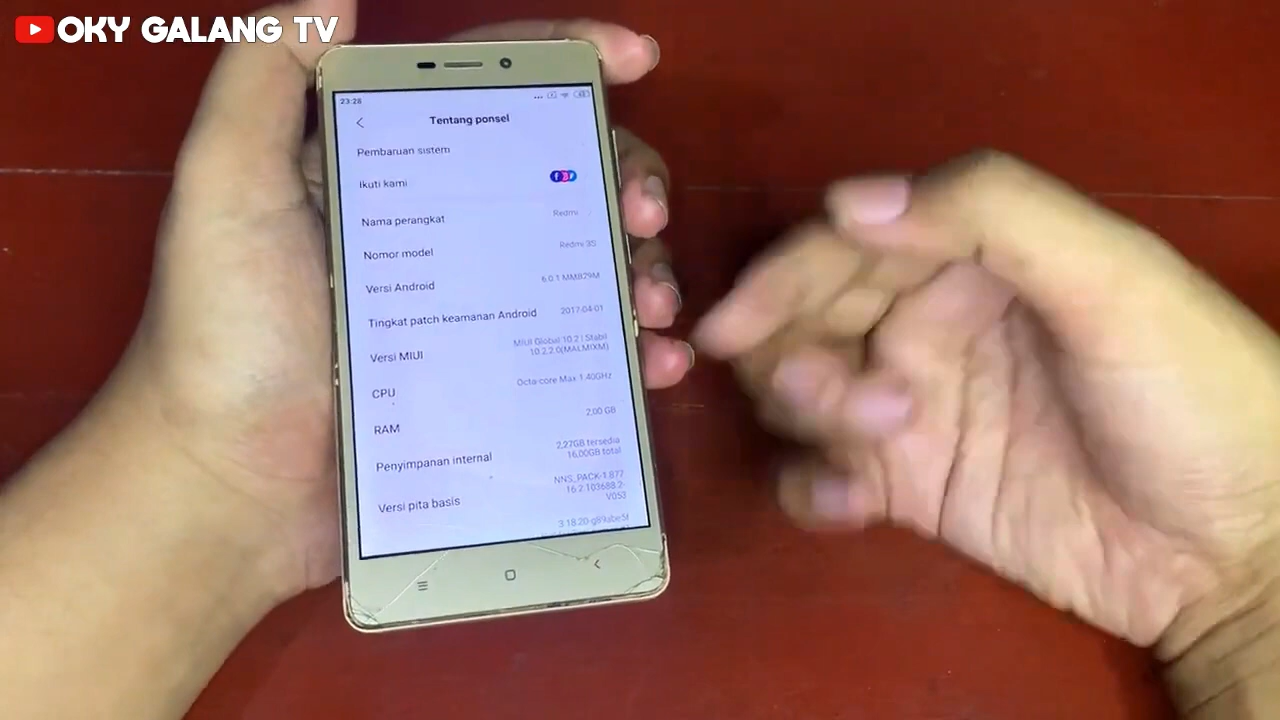 OKY GALANG TV
23:28
Tentang ponsel
Pembaruan sistem
Ikuti kami
Nama perangkat
Redmi
Nomor model
Redmi 3S
Versi Android
6.0.1 MMB29M
Tingkat patch keamanan Android
2017-04-01
Versi MIUI
MIUI Global 10.2 | Stabil
10.2.2.0(MALMIXM)
CPU
Octa-core Max 1.40GHz
RAM
2,00 GB
Penyimpanan internal
2,27GB tersedia
16,00GB total
Versi pita basis